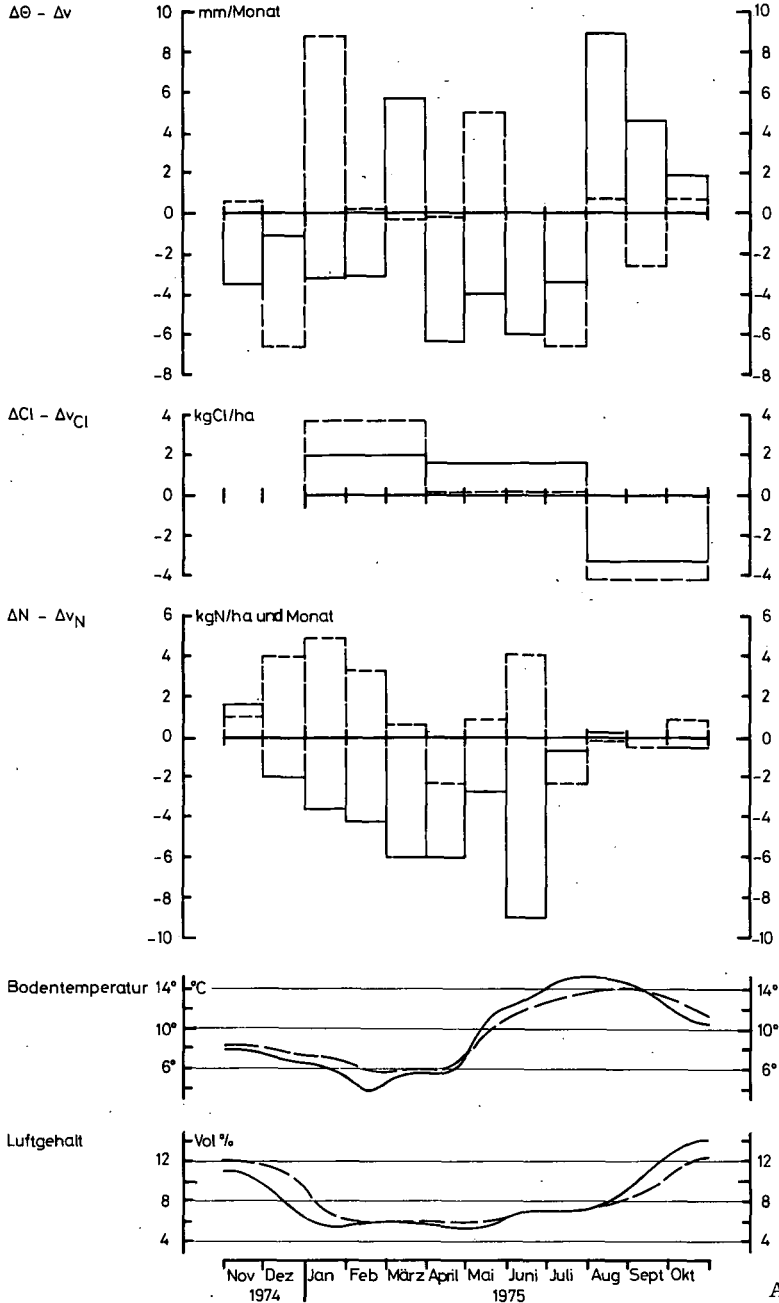 ΔΘ - Δv
mm/Monat
10 10
8 8
6 6
4 4
2 2
0 0
-2 -2
-4 -4
-6 -6
-8 -8
ΔCl - Δv_Cl
kgCl/ha
4 4
2 2
0 0
-2 -2
-4 -4
ΔN - Δv_N
kgN/ha und Monat
6 6
4 4
2 2
0 0
-2 -2
-4 -4
-6 -6
-8 -8
-10 -10
Bodentemperatur
14° °C 14°
10° 10°
6° 6°
Luftgehalt
Vol %
12 12
8 8
4 4
Nov Dez Jan Feb März April Mai Juni Juli Aug Sept Okt
1974 1975
A